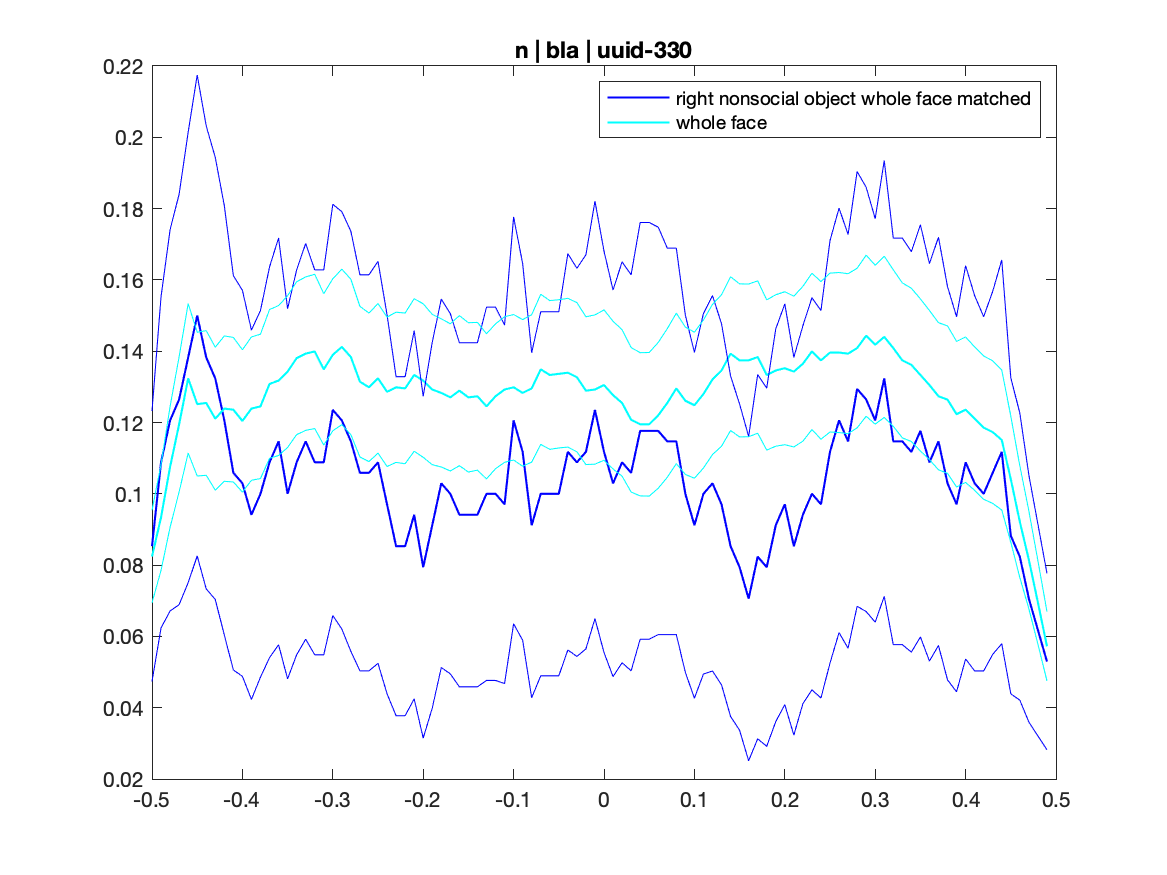 n | bla | uuid-330
right nonsocial object whole face matched
whole face
0.22
0.2
0.18
0.16
0.14
0.12
0.1
0.08
0.06
0.04
0.02
-0.5 -0.4 -0.3 -0.2 -0.1 0 0.1 0.2 0.3 0.4 0.5